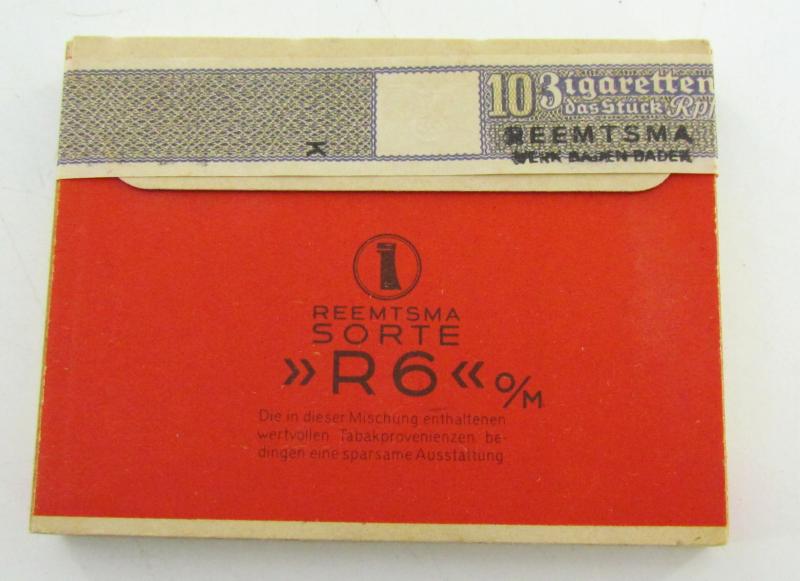 10 Zigaretten
das Stück Rpf
REEMTSMA
WERK BADEN-BADEN
K
REEMTSMA
SORTE
»R6« O/M
Die in dieser Mischung enthaltenen
wertvollen Tabakprovenienzen be-
dingen eine sparsame Ausstattung